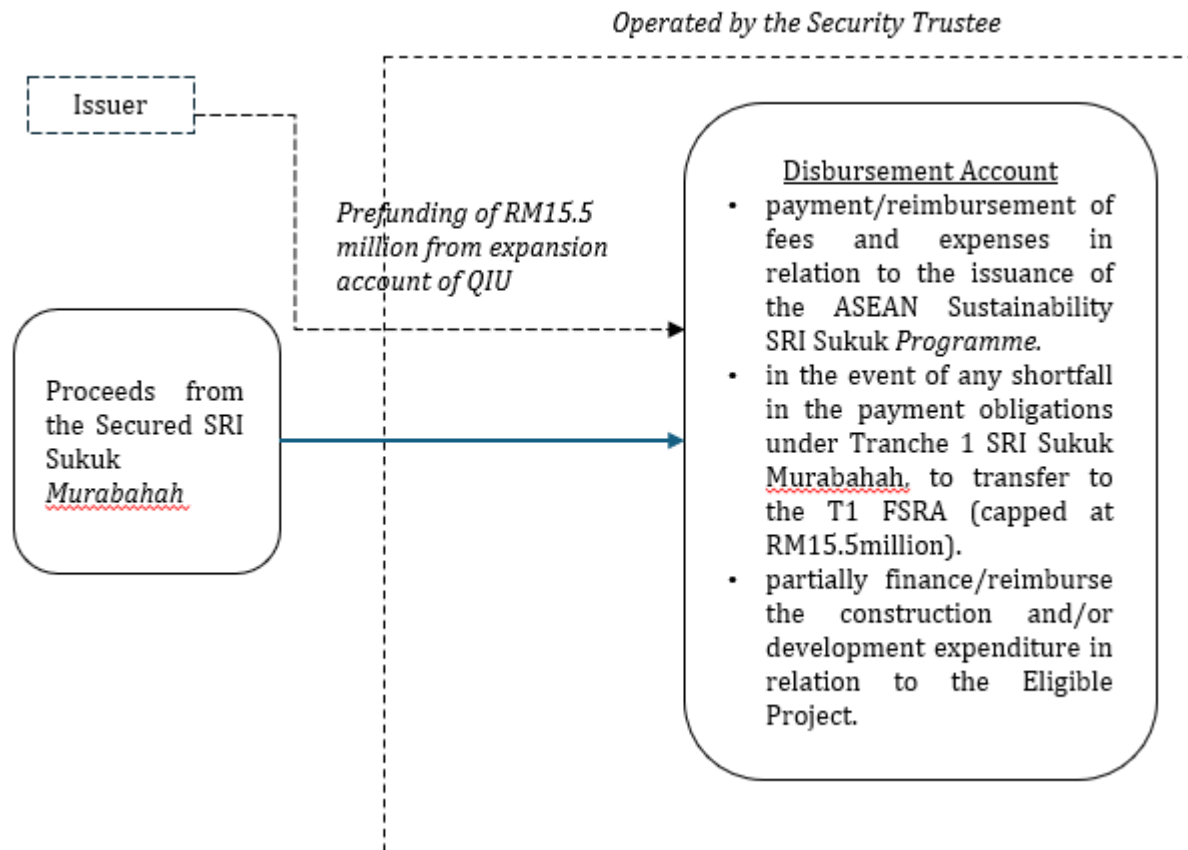 Operated by the Security Trustee
Issuer
Prefunding of RM15.5
million from expansion
account of QIU
Proceeds from
the Secured SRI
Sukuk
Murabahah
Disbursement Account
• payment/reimbursement of
fees and expenses in
relation to the issuance of
the ASEAN Sustainability
SRI Sukuk Programme.
• in the event of any shortfall
in the payment obligations
under Tranche 1 SRI Sukuk
Murabahah, to transfer to
the T1 FSRA (capped at
RM15.5million).
• partially finance/reimburse
the construction and/or
development expenditure in
relation to the Eligible
Project.